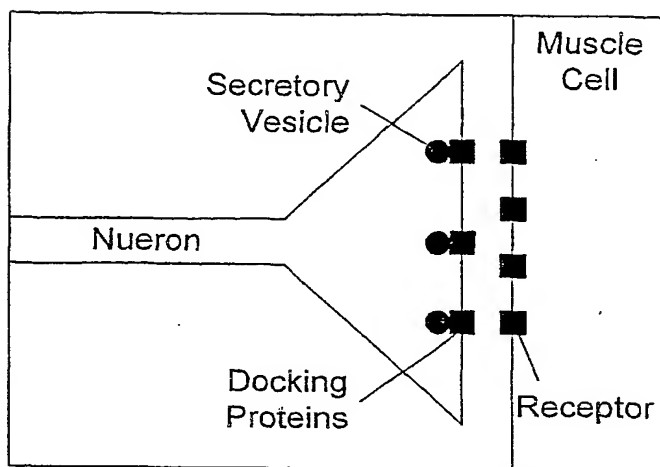 Muscle
Cell
Secretory
Vesicle
Nueron
Docking
Proteins
Receptor